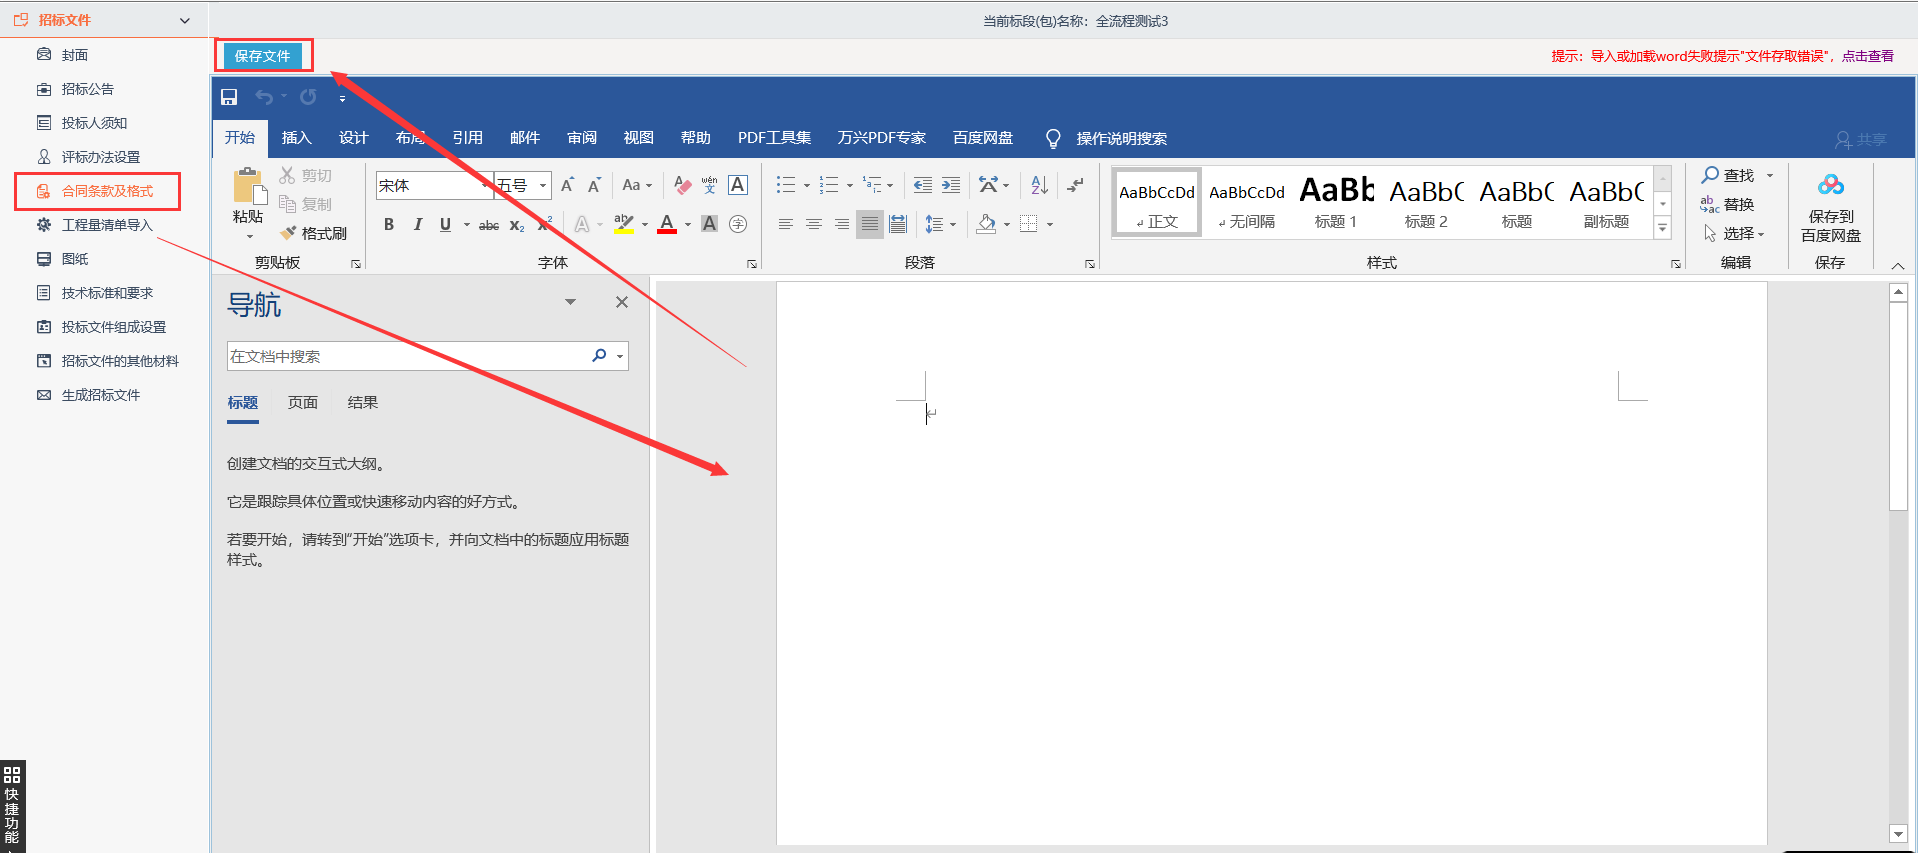 招标文件
当前标段(包)名称：全流程测试3
封面
招标公告
投标人须知
评标办法设置
合同条款及格式
工程量清单导入
图纸
技术标准和要求
投标文件组成设置
招标文件的其他材料
生成招标文件
快捷功能
保存文件
提示：导入或加载word失败提示"文件存取错误"，点击查看
开始 插入 设计 布局 引用 邮件 审阅 视图 帮助 PDF工具集 万兴PDF专家 百度网盘 操作说明搜索 共享
粘贴
剪切
复制
格式刷
剪贴板
宋体 五号 A A Aa wén 文 A
B I U abc X₂ X² A aby A A 字
字体
A Z
段落
AaBbCcDd AaBbCcDd AaBb AaBb( AaBb( AaBb(
正文 无间隔 标题 1 标题 2 标题 副标题
样式
查找
ab ac 替换
选择
编辑
保存到
百度网盘
保存
导航
在文档中搜索
标题 页面 结果
创建文档的交互式大纲。
它是跟踪具体位置或快速移动内容的好方式。
若要开始，请转到“开始”选项卡，并向文档中的标题应用标题
样式。